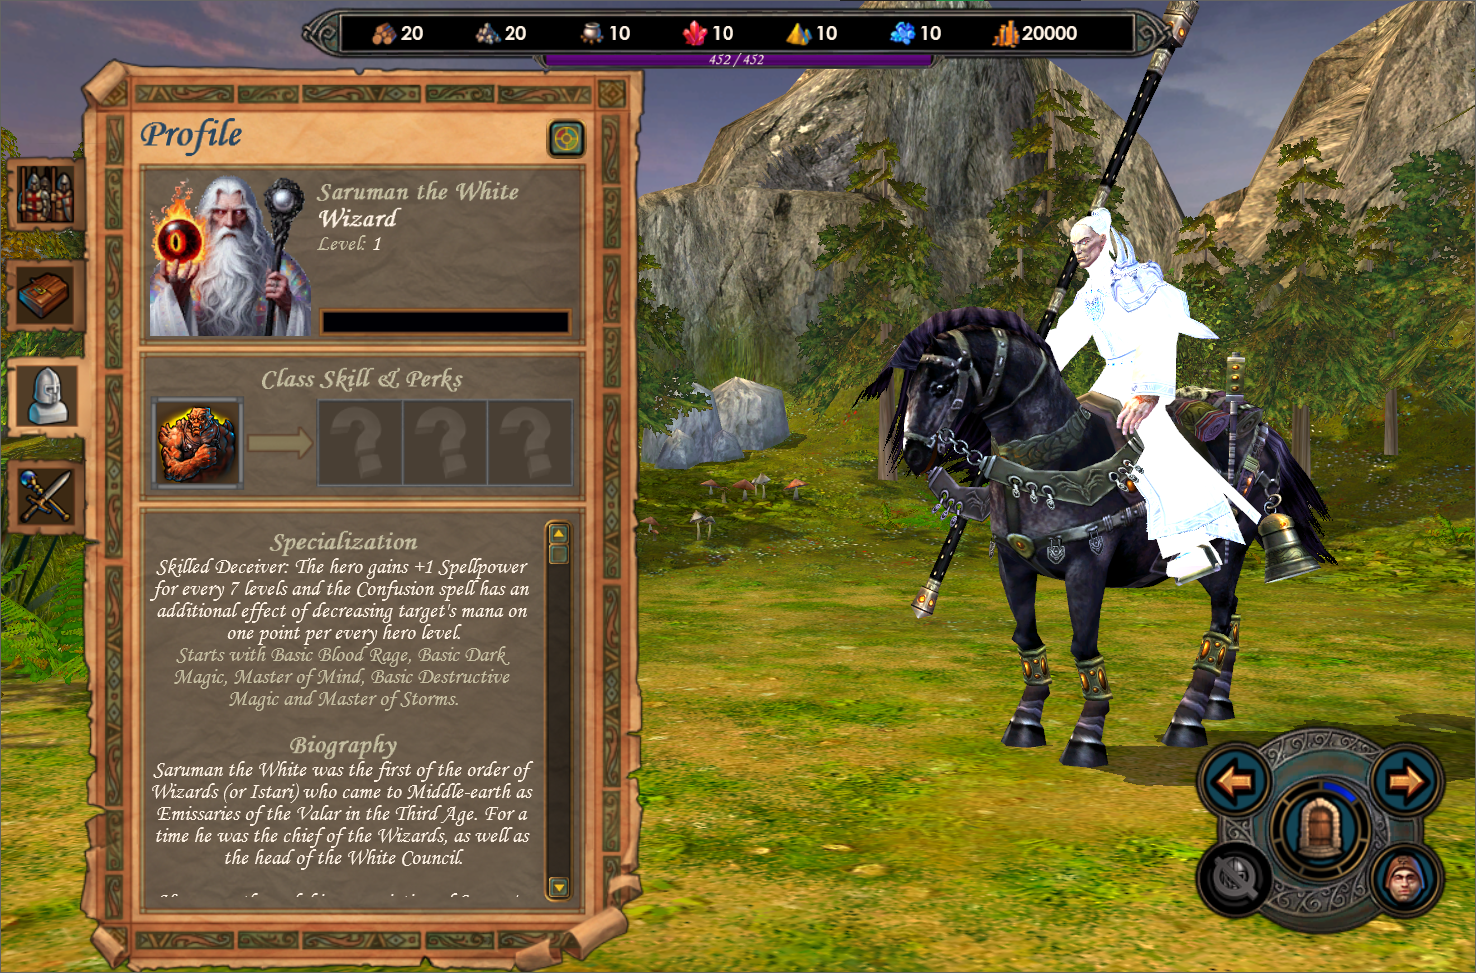 20 20 10 10 10 10 20000
452 / 452
Profile
Saruman the White
Wizard
Level: 1
Class Skill & Perks
Specialization
Skilled Deceiver: The hero gains +1 Spellpower
for every 7 levels and the Confusion spell has an
additional effect of decreasing target's mana on
one point per every hero level.
Starts with Basic Blood Rage, Basic Dark
Magic, Master of Mind, Basic Destructive
Magic and Master of Storms.
Biography
Saruman the White was the first of the order of
Wizards (or Istari) who came to Middle-earth as
Emissaries of the Valar in the Third Age. For a
time he was the chief of the Wizards, as well as
the head of the White Council.